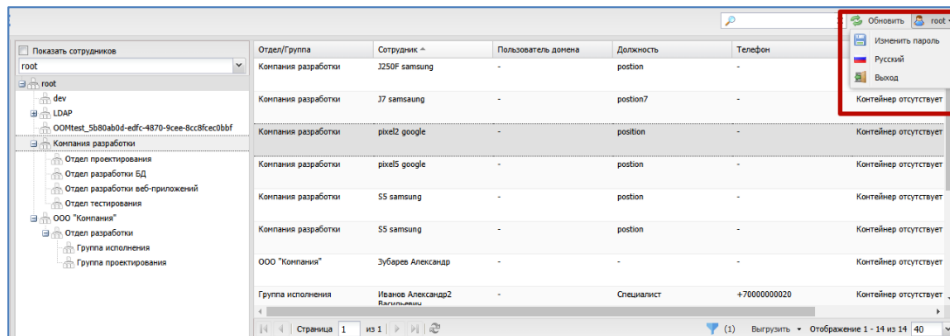 Обновить root
Изменить пароль
Русский
Выход
Показать сотрудников
root
root
dev
LDAP
OOMtest_5b80ab0d-edfc-4870-9cee-8cc8fcec0bbf
Компания разработки
Отдел проектирования
Отдел разработки БД
Отдел разработки веб-приложений
Отдел тестирования
ООО "Компания"
Отдел разработки
Группа исполнения
Группа проектирования
Отдел/Группа Сотрудник Пользователь домена Должность Телефон
Компания разработки J250F samsung - postion -
Компания разработки J7 samsaung - postion7 - Контейнер отсутствует
Компания разработки pixel2 google - position - Контейнер отсутствует
Компания разработки pixel5 google - postion - Контейнер отсутствует
Компания разработки S5 samsung - postion - Контейнер отсутствует
Компания разработки S5 samsung - postion - Контейнер отсутствует
ООО "Компания" Зубарев Александр - - - Контейнер отсутствует
Группа исполнения Иванов Александр2 - Специалист +70000000020 Контейнер отсутствует
Васильевич
Страница 1 из 1 (1) Выгрузить Отображение 1 - 14 из 14 40